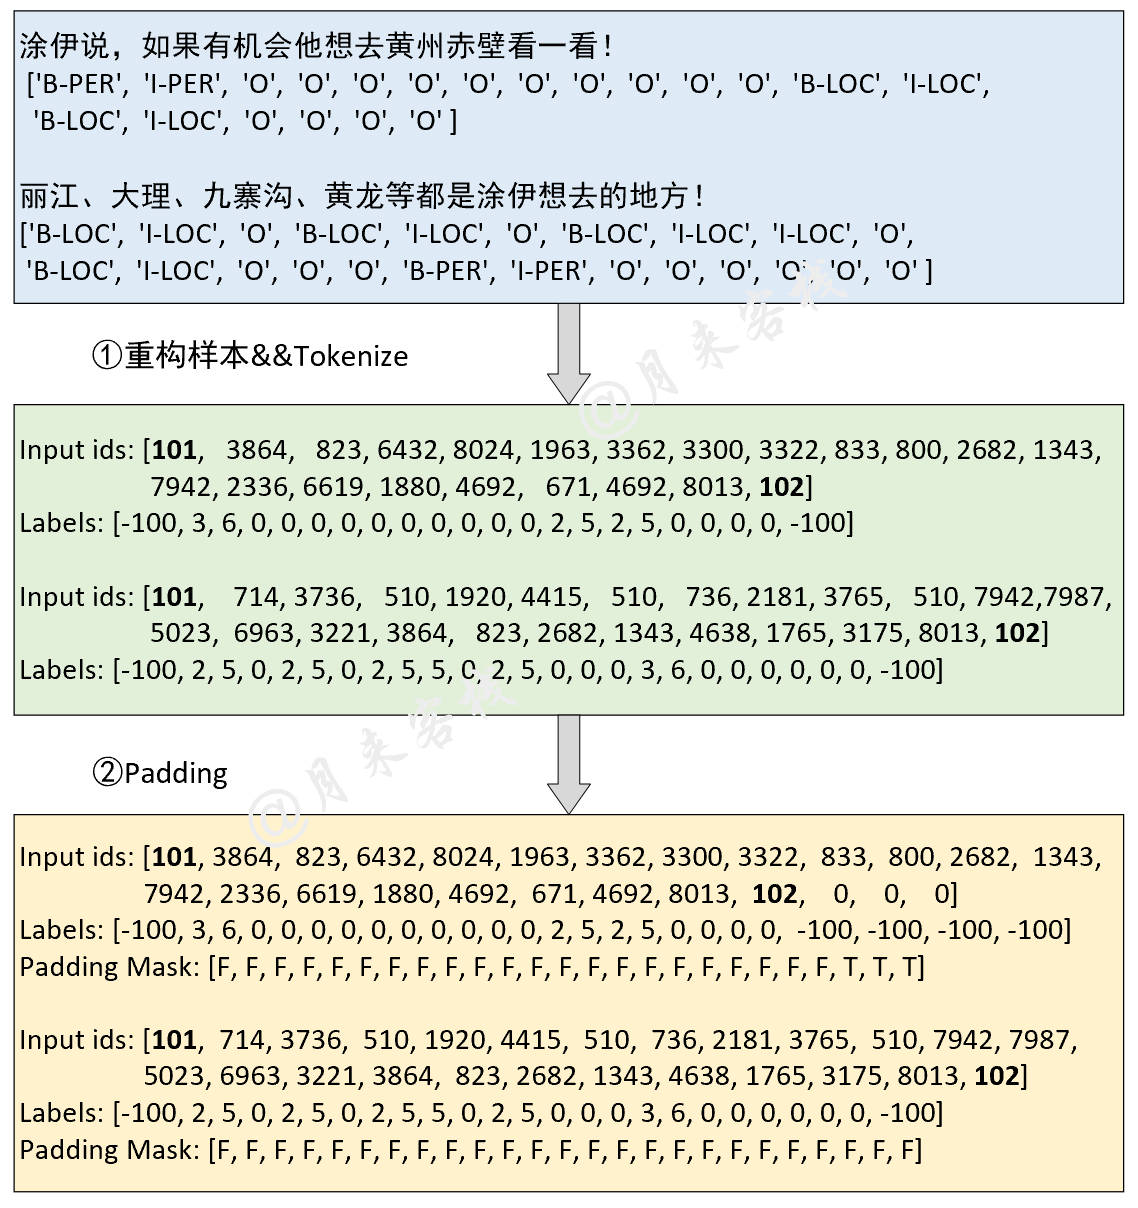 涂伊说，如果有机会他想去黄州赤壁看一看！
['B-PER', 'I-PER', 'O', 'O', 'O', 'O', 'O', 'O', 'O', 'O', 'O', 'O', 'B-LOC', 'I-LOC',
'B-LOC', 'I-LOC', 'O', 'O', 'O', 'O' ]
丽江、大理、九寨沟、黄龙等都是涂伊想去的地方！
['B-LOC', 'I-LOC', 'O', 'B-LOC', 'I-LOC', 'O', 'B-LOC', 'I-LOC', 'I-LOC', 'O',
'B-LOC', 'I-LOC', 'O', 'O', 'O', 'B-PER', 'I-PER', 'O', 'O', 'O', 'O', 'O', 'O' ]
①重构样本&&Tokenize
@月来客栈
Input ids: [101, 3864, 823, 6432, 8024, 1963, 3362, 3300, 3322, 833, 800, 2682, 1343,
7942, 2336, 6619, 1880, 4692, 671, 4692, 8013, 102]
Labels: [-100, 3, 6, 0, 0, 0, 0, 0, 0, 0, 0, 0, 0, 2, 5, 2, 5, 0, 0, 0, 0, -100]
Input ids: [101, 714, 3736, 510, 1920, 4415, 510, 736, 2181, 3765, 510, 7942,7987,
5023, 6963, 3221, 3864, 823, 2682, 1343, 4638, 1765, 3175, 8013, 102]
Labels: [-100, 2, 5, 0, 2, 5, 0, 2, 5, 5, 0, 2, 5, 0, 0, 0, 3, 6, 0, 0, 0, 0, 0, 0, -100]
②Padding
@月来客栈
Input ids: [101, 3864, 823, 6432, 8024, 1963, 3362, 3300, 3322, 833, 800, 2682, 1343,
7942, 2336, 6619, 1880, 4692, 671, 4692, 8013, 102, 0, 0, 0]
Labels: [-100, 3, 6, 0, 0, 0, 0, 0, 0, 0, 0, 0, 0, 2, 5, 2, 5, 0, 0, 0, 0, -100, -100, -100, -100]
Padding Mask: [F, F, F, F, F, F, F, F, F, F, F, F, F, F, F, F, F, F, F, F, F, F, T, T, T]
Input ids: [101, 714, 3736, 510, 1920, 4415, 510, 736, 2181, 3765, 510, 7942, 7987,
5023, 6963, 3221, 3864, 823, 2682, 1343, 4638, 1765, 3175, 8013, 102]
Labels: [-100, 2, 5, 0, 2, 5, 0, 2, 5, 5, 0, 2, 5, 0, 0, 0, 3, 6, 0, 0, 0, 0, 0, 0, -100]
Padding Mask: [F, F, F, F, F, F, F, F, F, F, F, F, F, F, F, F, F, F, F, F, F, F, F, F, F]